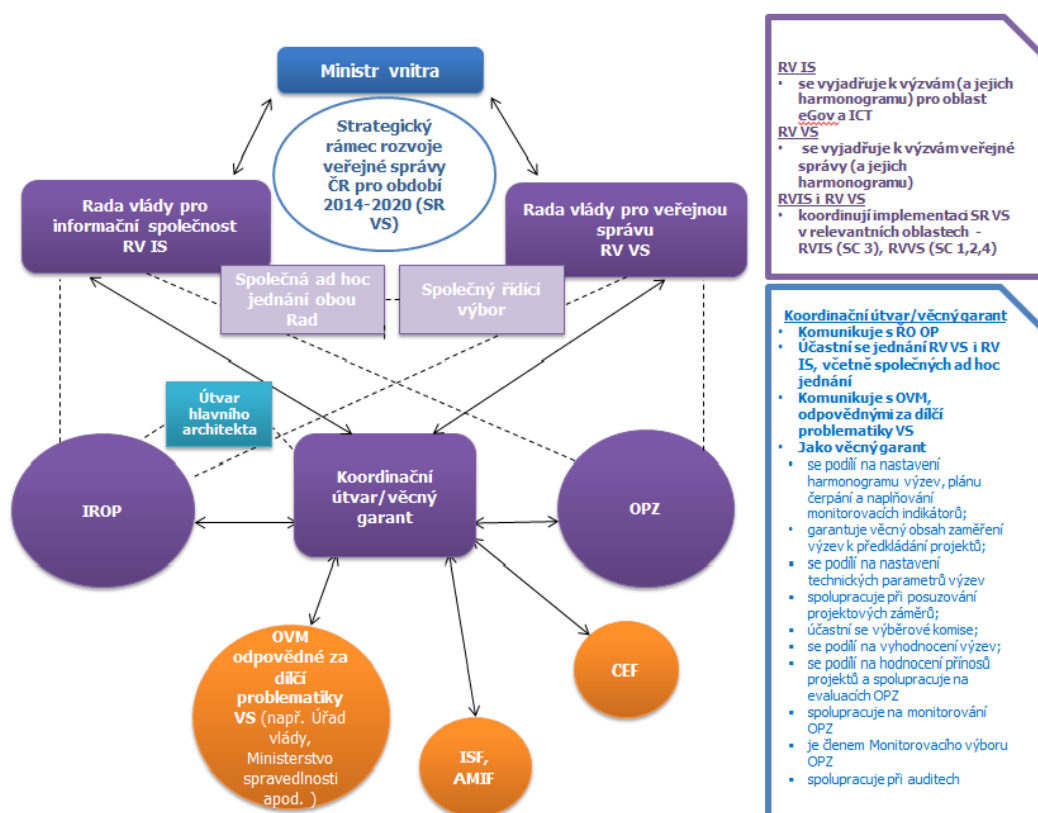 Ministr vnitra
Strategický
rámec rozvoje
veřejné správy
ČR pro období
2014-2020 (SR
VS)
Rada vlády pro
informační společnost
RV IS
Rada vlády pro veřejnou
správu
RV VS
Společná ad hoc
jednání obou
Rad
Společný řídící
výbor
Útvar
hlavního
architekta
IROP
Koordinační
útvar/věcný
garant
OPZ
OVM
odpovědné za
dílčí
problematiky
VS (např. Úřad
vlády,
Ministerstvo
spravedlnosti
apod. )
ISF,
AMIF
CEF
RV IS
• se vyjadřuje k výzvám (a jejich
harmonogramu) pro oblast
eGov a ICT
RV VS
• se vyjadřuje k výzvám veřejné
správy (a jejich
harmonogramu)
RVIS i RV VS
• koordinují implementaci SR VS
v relevantních oblastech -
RVIS (SC 3), RVVS (SC 1,2,4)
Koordinační útvar/věcný garant
• Komunikuje s ŘO OP
• Účastní se jednání RV VS i RV
IS, včetně společných ad hoc
jednání
• Komunikuje s OVM,
odpovědnými za dílčí
problematiky VS
• Jako věcný garant
▪ se podílí na nastavení
harmonogramu výzev, plánu
čerpání a naplňování
monitorovacích indikátorů;
• garantuje věcný obsah zaměření
výzev k předkládání projektů;
▪ se podílí na nastavení
technických parametrů výzev
▪ spolupracuje při posuzování
projektových záměrů;
▪ účastní se výběrové komise;
▪ se podílí na vyhodnocení výzev;
▪ se podílí na hodnocení přínosů
projektů a spolupracuje na
evaluacích OPZ
▪ spolupracuje na monitorování
OPZ
▪ je členem Monitorovacího výboru
OPZ
▪ spolupracuje při auditech